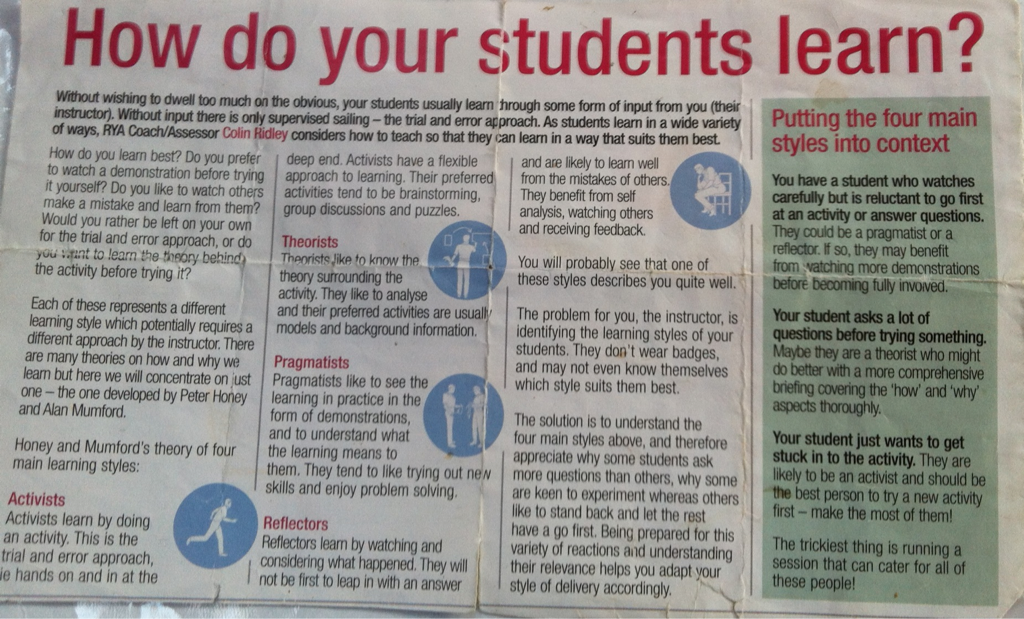 How do your students learn?
Without wishing to dwell too much on the obvious, your students usually learn through some form of input from you (their
instructor). Without input there is only supervised sailing – the trial and error approach. As students learn in a wide variety
of ways, RYA Coach/Assessor Colin Ridley considers how to teach so that they can learn in a way that suits them best.
How do you learn best? Do you prefer
to watch a demonstration before trying
it yourself? Do you like to watch others
make a mistake and learn from them?
Would you rather be left on your own
for the trial and error approach, or do
you want to learn the theory behind
the activity before trying it?
Each of these represents a different
learning style which potentially requires a
different approach by the instructor. There
are many theories on how and why we
learn but here we will concentrate on just
one – the one developed by Peter Honey
and Alan Mumford.
Honey and Mumford's theory of four
main learning styles:
Activists
Activists learn by doing
an activity. This is the
trial and error approach,
ie hands on and in at the
deep end. Activists have a flexible
approach to learning. Their preferred
activities tend to be brainstorming,
group discussions and puzzles.
Theorists
Theorists like to know the
theory surrounding the
activity. They like to analyse
and their preferred activities are usually
models and background information.
Pragmatists
Pragmatists like to see the
learning in practice in the
form of demonstrations,
and to understand what
the learning means to
them. They tend to like trying out new
skills and enjoy problem solving.
Reflectors
Reflectors learn by watching and
considering what happened. They will
not be first to leap in with an answer
and are likely to learn well
from the mistakes of others.
They benefit from self
analysis, watching others
and receiving feedback.
You will probably see that one of
these styles describes you quite well.
The problem for you, the instructor, is
identifying the learning styles of your
students. They don't wear badges,
and may not even know themselves
which style suits them best.
The solution is to understand the
four main styles above, and therefore
appreciate why some students ask
more questions than others, why some
are keen to experiment whereas others
like to stand back and let the rest
have a go first. Being prepared for this
variety of reactions and understanding
their relevance helps you adapt your
style of delivery accordingly.
Putting the four main
styles into context
You have a student who watches
carefully but is reluctant to go first
at an activity or answer questions.
They could be a pragmatist or a
reflector. If so, they may benefit
from watching more demonstrations
before becoming fully involved.
Your student asks a lot of
questions before trying something.
Maybe they are a theorist who might
do better with a more comprehensive
briefing covering the 'how' and 'why'
aspects thoroughly.
Your student just wants to get
stuck in to the activity. They are
likely to be an activist and should be
the best person to try a new activity
first – make the most of them!
The trickiest thing is running a
session that can cater for all of
these people!